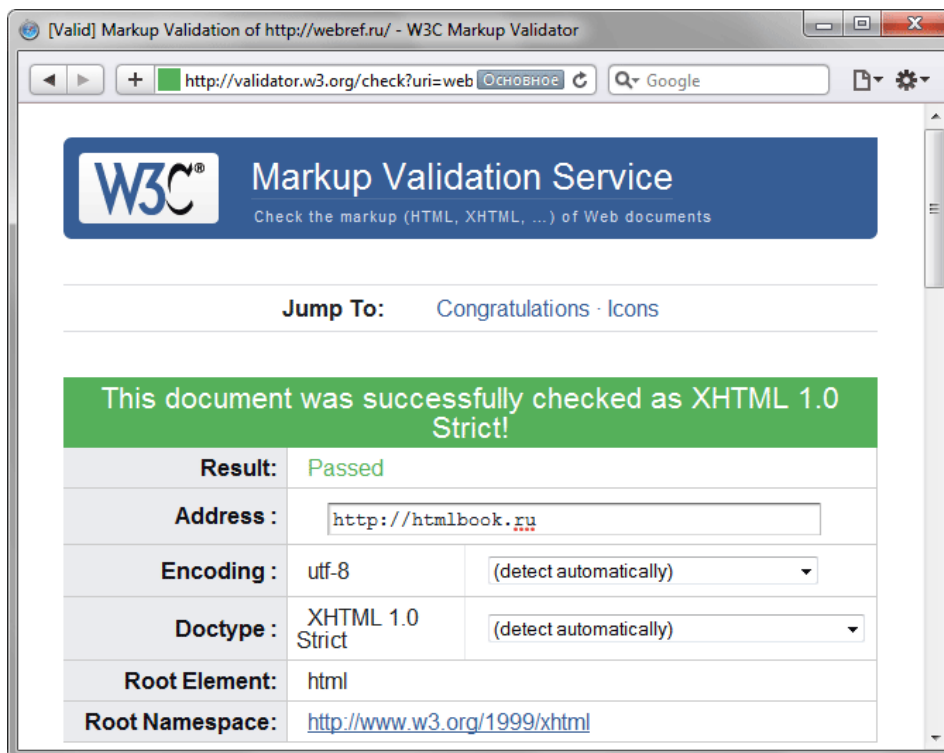 [Valid] Markup Validation of http://webref.ru/ - W3C Markup Validator
http://validator.w3.org/check?uri=web Основное Google
W3C®
Markup Validation Service
Check the markup (HTML, XHTML, ...) of Web documents
Jump To: Congratulations · Icons
This document was successfully checked as XHTML 1.0
Strict!
Result: Passed
Address : http://htmlbook.ru
Encoding : utf-8 (detect automatically)
Doctype : XHTML 1.0 Strict (detect automatically)
Root Element: html
Root Namespace: http://www.w3.org/1999/xhtml